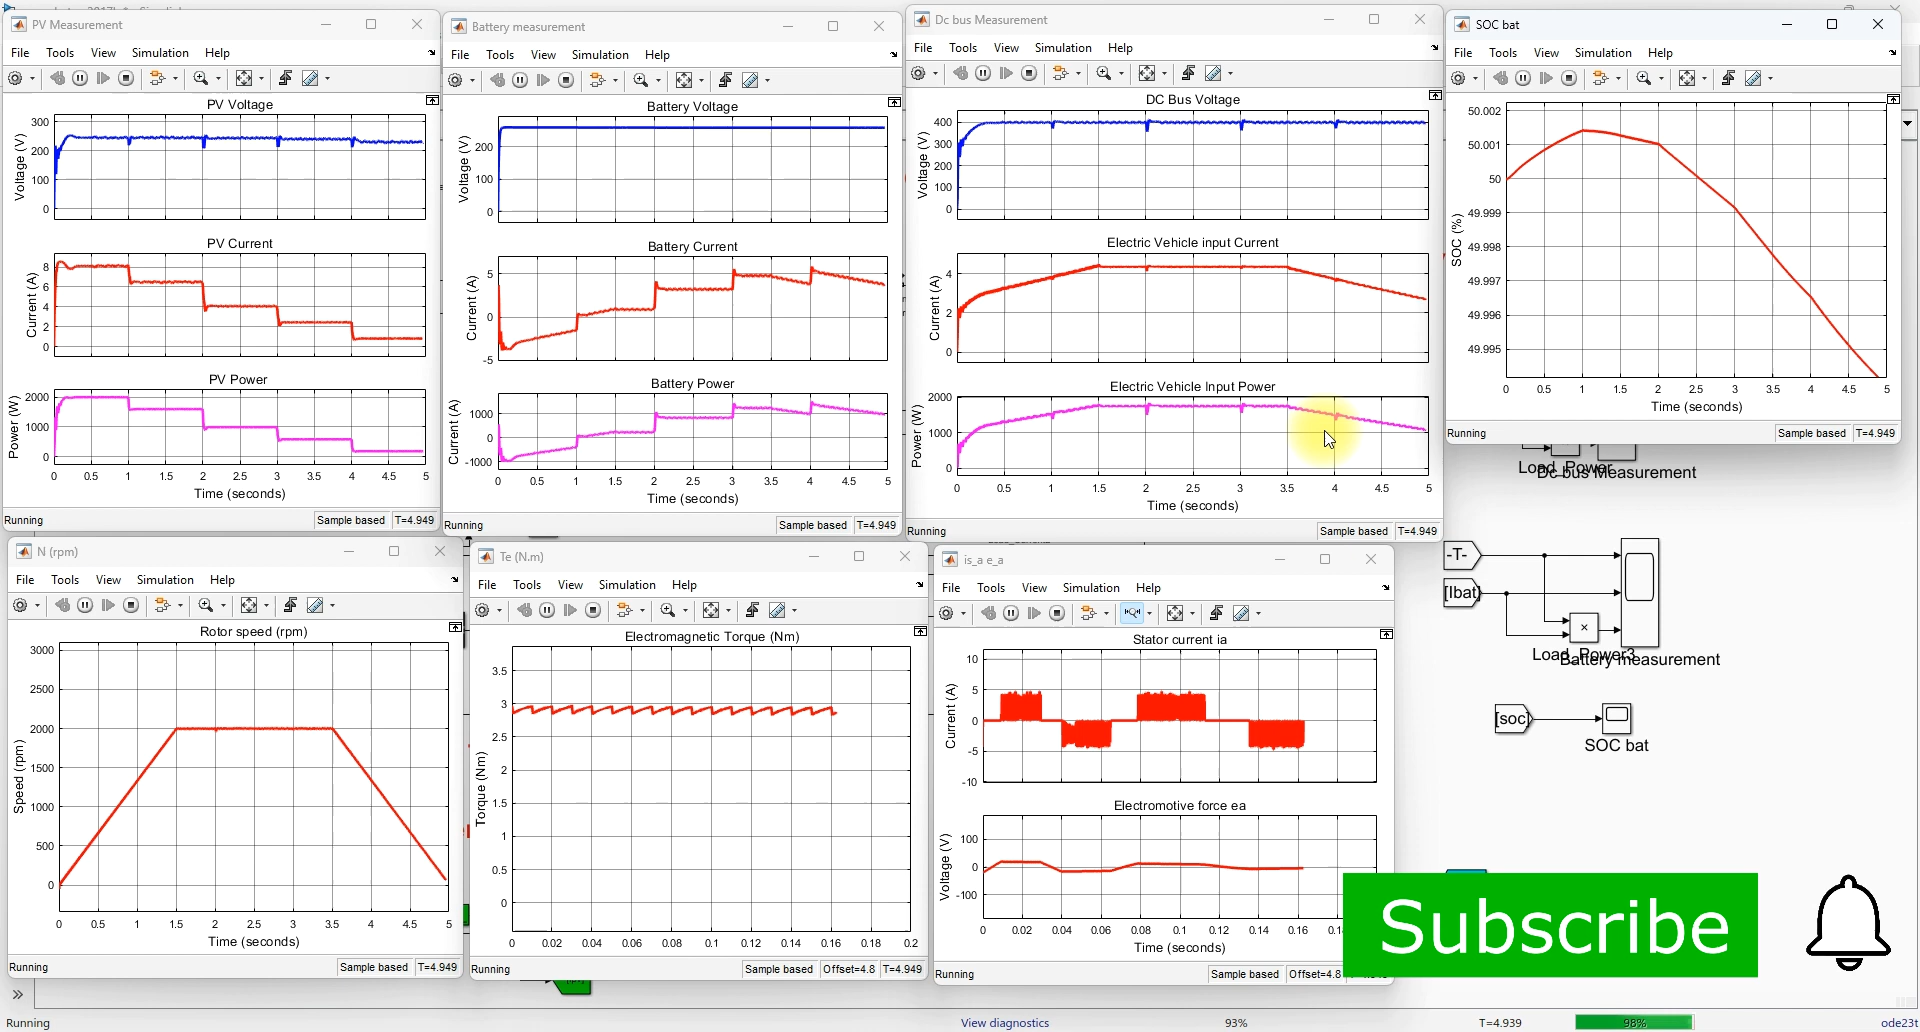 PV Measurement
File Tools View Simulation Help
PV Voltage
Voltage (V)
300
200
100
0
PV Current
Current (A)
8
6
4
2
0
PV Power
Power (W)
2000
1000
0
0 0.5 1 1.5 2 2.5 3 3.5 4 4.5 5
Time (seconds)
Running Sample based T=4.949
Battery measurement
File Tools View Simulation Help
Battery Voltage
Voltage (V)
200
100
0
Battery Current
Current (A)
5
0
-5
Battery Power
Current (A)
1000
0
-1000
0 0.5 1 1.5 2 2.5 3 3.5 4 4.5 5
Time (seconds)
Running Sample based T=4.949
Dc bus Measurement
File Tools View Simulation Help
DC Bus Voltage
Voltage (V)
400
300
200
100
0
Electric Vehicle input Current
Current (A)
4
2
0
Electric Vehicle Input Power
Power (W)
2000
1000
0
0 0.5 1 1.5 2 2.5 3 3.5 4 4.5 5
Time (seconds)
Running Sample based T=4.949
SOC bat
File Tools View Simulation Help
SOC (%)
50.002
50.001
50
49.999
49.998
49.997
49.996
49.995
0 0.5 1 1.5 2 2.5 3 3.5 4 4.5 5
Time (seconds)
Running Sample based T=4.949
Load_Power
Dc bus Measurement
-T-
[Ibat]
×
Load_Power3
Battery measurement
[soc]
SOC bat
N (rpm)
File Tools View Simulation Help
Rotor speed (rpm)
Speed (rpm)
3000
2500
2000
1500
1000
500
0
0 0.5 1 1.5 2 2.5 3 3.5 4 4.5 5
Time (seconds)
Running Sample based T=4.949
Te (N.m)
File Tools View Simulation Help
Electromagnetic Torque (Nm)
Torque (Nm)
3.5
3
2.5
2
1.5
1
0.5
0
0 0.02 0.04 0.06 0.08 0.1 0.12 0.14 0.16 0.18 0.2
Time (seconds)
Running Sample based Offset=4.8 T=4.949
is_a e_a
File Tools View Simulation Help
Stator current ia
Current (A)
10
5
0
-5
-10
Electromotive force ea
Voltage (V)
100
0
-100
0 0.02 0.04 0.06 0.08 0.10 0.12 0.14 0.16
Time (seconds)
Running Sample based Offset=4.8
Subscribe
Running View diagnostics 93% T=4.939 98% ode23t